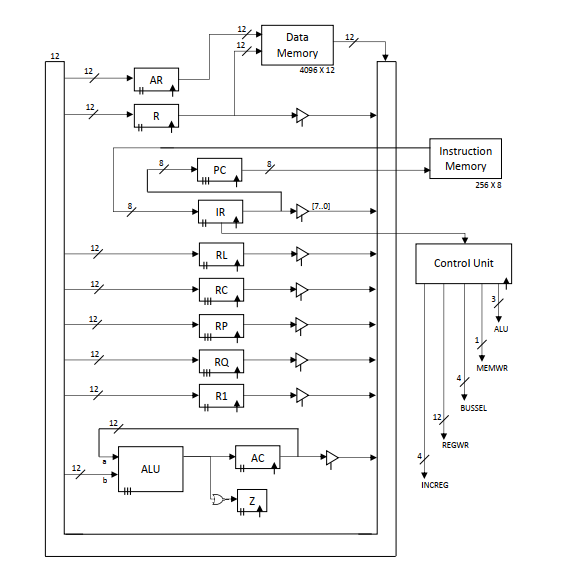 12
12
Data
Memory
12
12
4096 X 12
12
AR
12
R
Instruction
Memory
256 X 8
8
PC
8
8
IR
[7..0]
12
RL
Control Unit
12
RC
3
ALU
12
RP
1
MEMWR
12
RQ
4
BUSSEL
12
R1
12
REGWR
12
a
ALU
AC
4
INCREG
12
b
Z